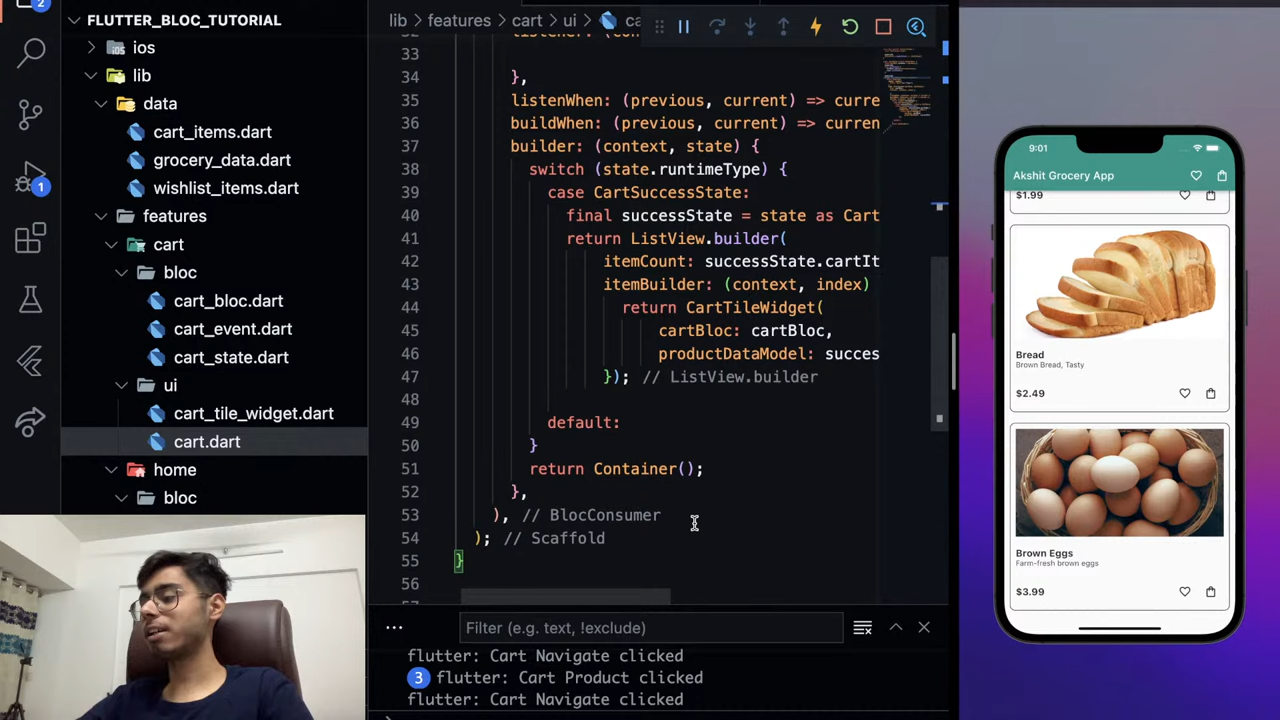 2
FLUTTER_BLOC_TUTORIAL
ios
lib
data
cart_items.dart
grocery_data.dart
1
wishlist_items.dart
features
cart
bloc
cart_bloc.dart
cart_event.dart
cart_state.dart
ui
cart_tile_widget.dart
cart.dart
home
bloc
lib > features > cart > ui >
33
34 },
35 listenWhen: (previous, current) => curre
36 buildWhen: (previous, current) => curren
37 builder: (context, state) {
38 switch (state.runtimeType) {
39 case CartSuccessState:
40 final successState = state as Cart
41 return ListView.builder(
42 itemCount: successState.cartIt
43 itemBuilder: (context, index)
44 return CartTileWidget(
45 cartBloc: cartBloc,
46 productDataModel: succes
47 }); // ListView.builder
48
49 default:
50 }
51 return Container();
52 },
53 ), // BlocConsumer
54 ); // Scaffold
55 }
56
Filter (e.g. text, !exclude)
flutter: Cart Navigate clicked
3 flutter: Cart Product clicked
flutter: Cart Navigate clicked
9:01
Akshit Grocery App
$1.99
Bread
Brown Bread, Tasty
$2.49
Brown Eggs
Farm-fresh brown eggs
$3.99